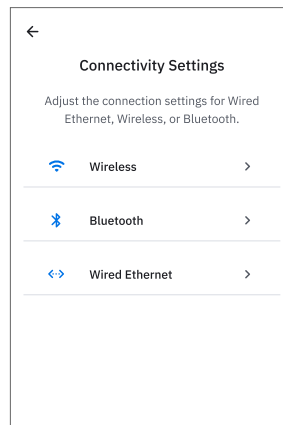 Connectivity Settings
Adjust the connection settings for Wired
Ethernet, Wireless, or Bluetooth.
Wireless
Bluetooth
Wired Ethernet